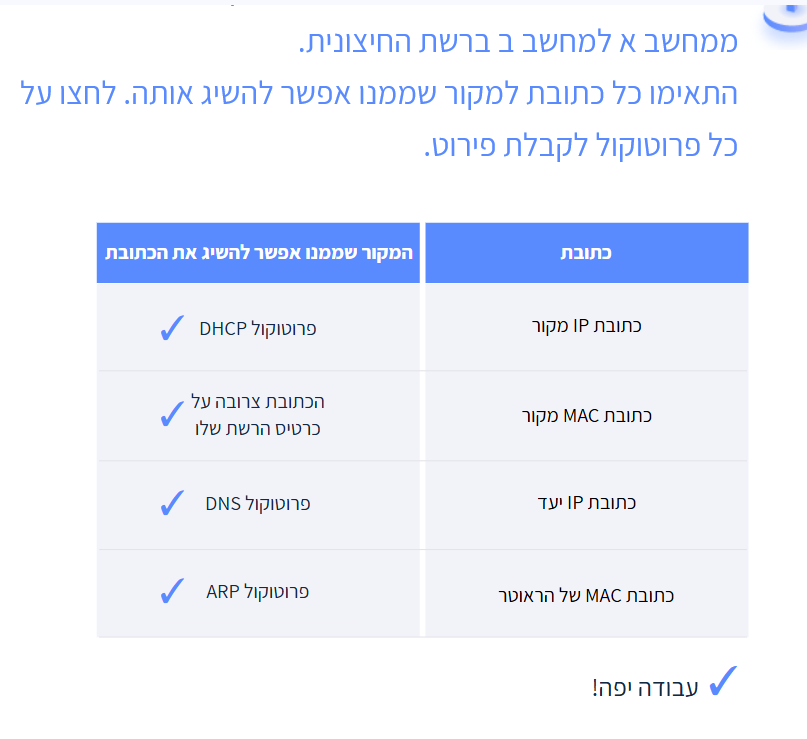 ממחשב א למחשב ב ברשת החיצונית.
התאימו כל כתובת למקור שממנו אפשר להשיג אותה. לחצו על
כל פרוטוקול לקבלת פירוט.
כתובת
המקור שממנו אפשר להשיג את הכתובת
כתובת IP מקור
פרוטוקול DHCP
כתובת MAC מקור
הכתובת צרובה על
כרטיס הרשת שלו
כתובת IP יעד
פרוטוקול DNS
כתובת MAC של הראוטר
פרוטוקול ARP
עבודה יפה!